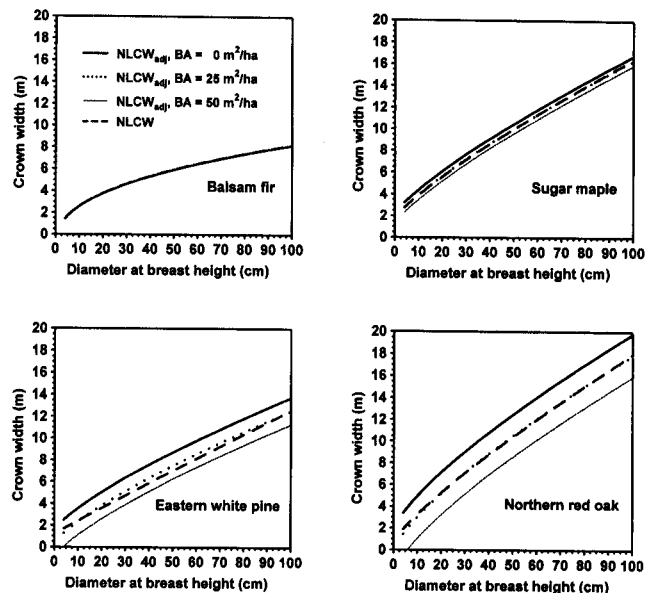 20
18
16
14
12
10
8
6
4
2
0
Crown width (m)
NLCWadj, BA = 0 m²/ha
NLCWadj, BA = 25 m²/ha
NLCWadj, BA = 50 m²/ha
NLCW
Balsam fir
0 10 20 30 40 50 60 70 80 90 100
Diameter at breast height (cm)
20
18
16
14
12
10
8
6
4
2
0
Crown width (m)
Sugar maple
0 10 20 30 40 50 60 70 80 90 100
Diameter at breast height (cm)
20
18
16
14
12
10
8
6
4
2
0
Crown width (m)
Eastern white pine
0 10 20 30 40 50 60 70 80 90 100
Diameter at breast height (cm)
20
18
16
14
12
10
8
6
4
2
0
Crown width (m)
Northern red oak
0 10 20 30 40 50 60 70 80 90 100
Diameter at breast height (cm)